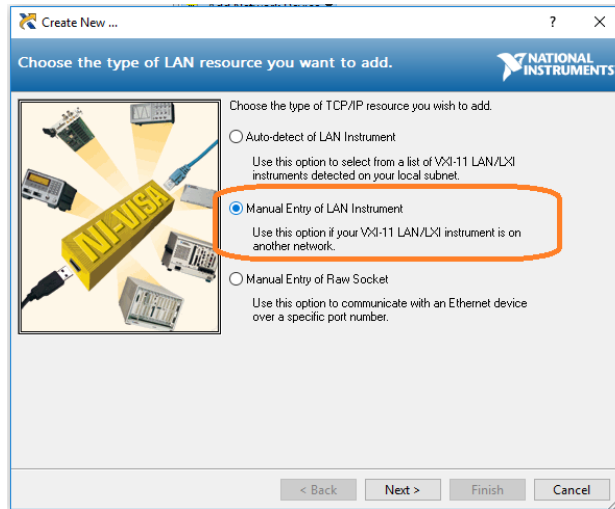 Create New ...
Choose the type of LAN resource you want to add.
NATIONAL
INSTRUMENTS
Choose the type of TCP/IP resource you wish to add.
Auto-detect of LAN Instrument
Use this option to select from a list of VXI-11 LAN/LXI
instruments detected on your local subnet.
Manual Entry of LAN Instrument
Use this option if your VXI-11 LAN/LXI instrument is on
another network.
Manual Entry of Raw Socket
Use this option to communicate with an Ethernet device
over a specific port number.
NI-VISA
< Back Next > Finish Cancel